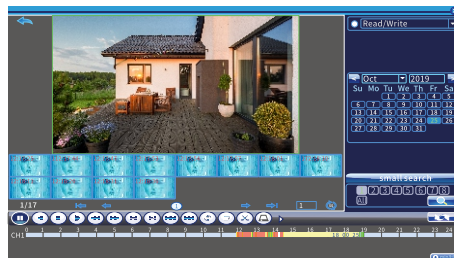 Read/Write
Oct 2019
Su Mo Tu We Th Fr Sa
1 2 3 4 5
6 7 8 9 10 11 12
13 14 15 16 17 18 19
20 21 22 23 24 25 26
27 28 29 30 31
smallsearch
2 3 4 5 6 7 8
All
1/17
1
0 1 2 3 4 5 6 7 8 9 10 11 12 13 14 15 16 17 18 19 20 21 22 23 24
CH1
18 00 25